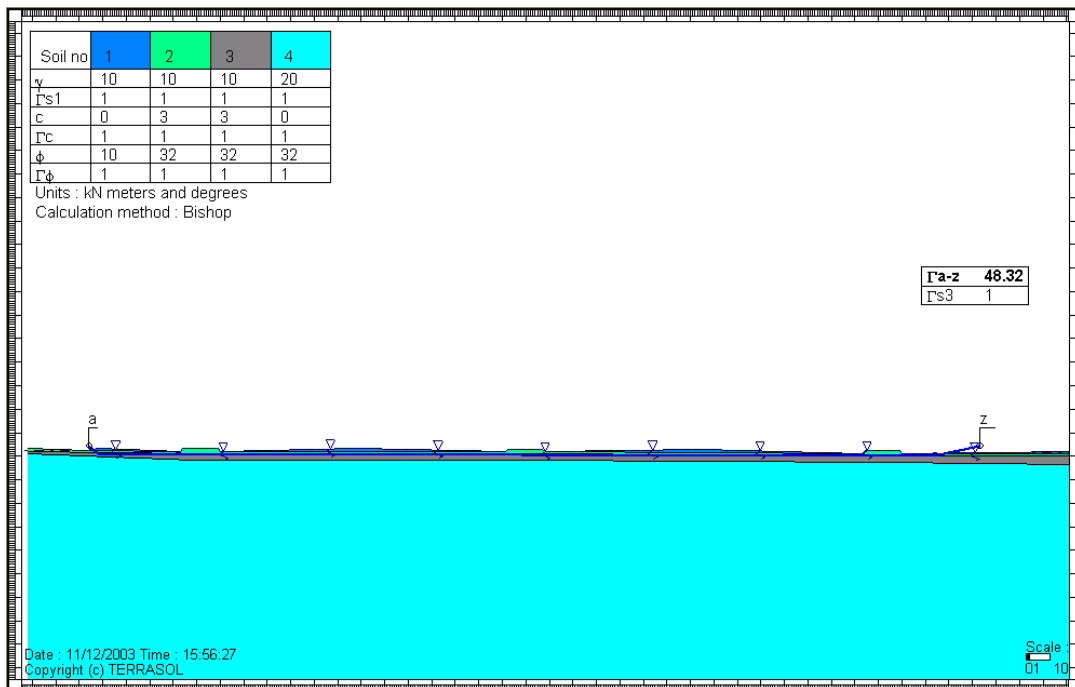 Soil no 1 2 3 4
γ 10 10 10 20
Γs1 1 1 1 1
c 0 3 3 0
Γc 1 1 1 1
ϕ 10 32 32 32
Γϕ 1 1 1 1
Units : kN meters and degrees
Calculation method : Bishop
Γa-z 48.32
Γs3 1
a z
Date : 11/12/2003 Time : 15:56:27
Copyright (c) TERRASOL
Scale :
01 10